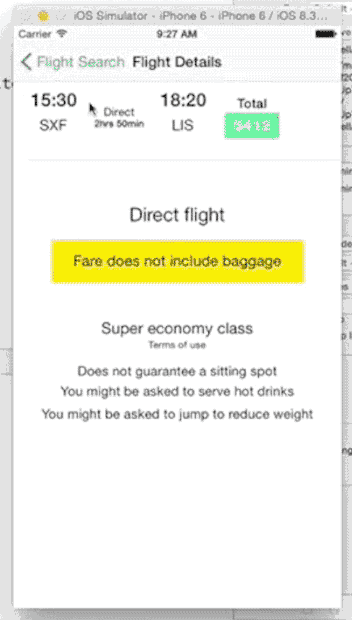 iOS Simulator - iPhone 6 - iPhone 6 / iOS 8.3...
Carrier 9:27 AM
Flight Search Flight Details
15:30 Direct 18:20 Total
SXF 2hrs 50min LIS $412
Direct flight
Fare does not include baggage
Super economy class
Terms of use
Does not guarantee a sitting spot
You might be asked to serve hot drinks
You might be asked to jump to reduce weight